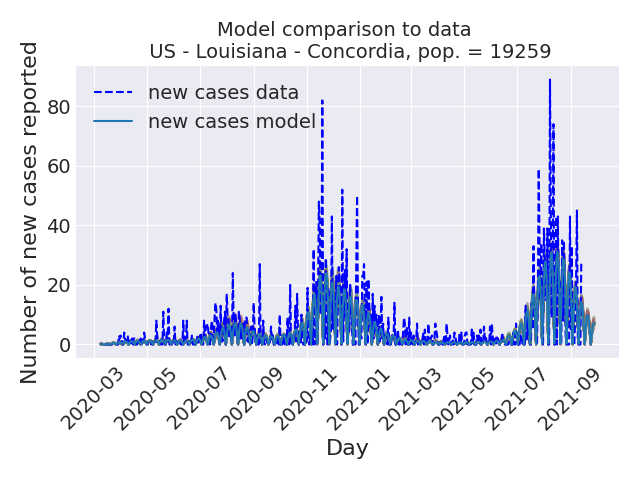 Model comparison to data
US - Louisiana - Concordia, pop. = 19259
Number of new cases reported
80
60
40
20
0
new cases data
new cases model
2020-03
2020-05
2020-07
2020-09
2020-11
2021-01
2021-03
2021-05
2021-07
2021-09
Day